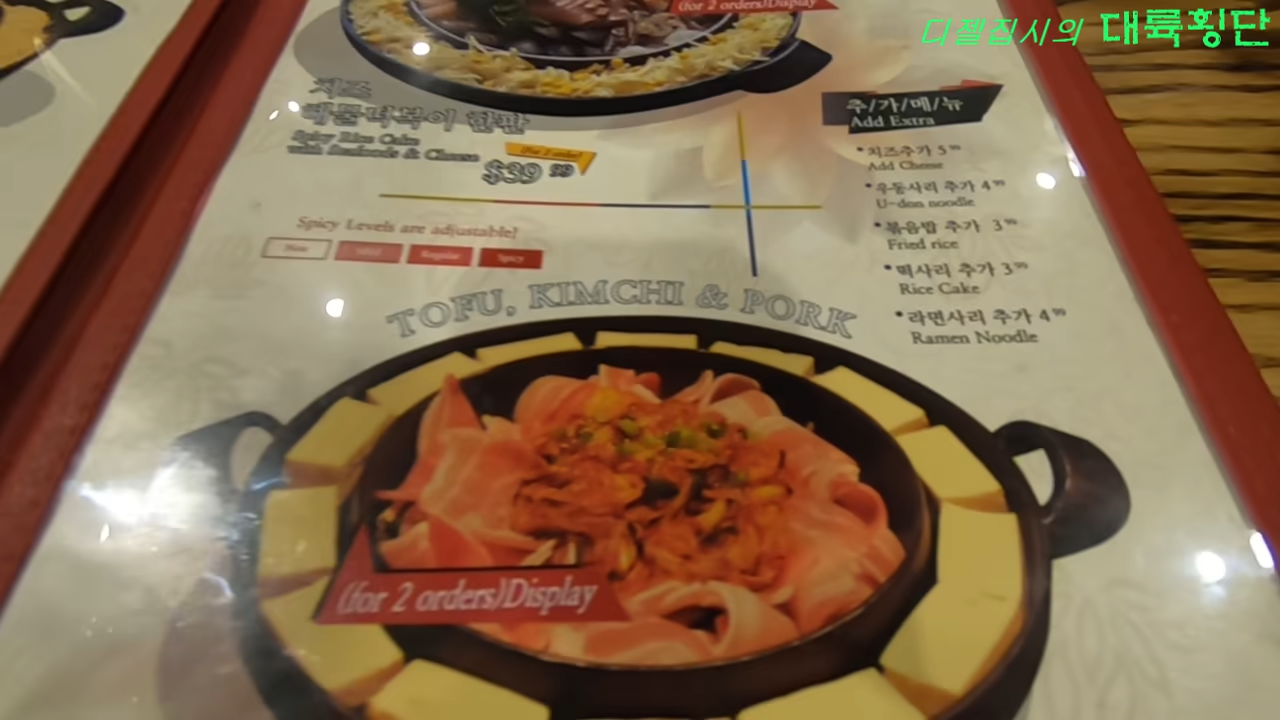 디젤집시의 대륙횡단
(for 2 orders)Display
치즈
해물떡볶이 한판
Spicy Rice Cake
with Seafoods & Cheese
$39 99
Spicy Levels are adjustable!
Mild
Regular
Spicy
주/가/메/뉴
Add Extra
*치즈추가 5 99
Add Cheese
*우동사리 추가 4 99
U-don noodle
*볶음밥 추가 3 99
Fried rice
*떡사리 추가 3 99
Rice Cake
*라면사리 추가 4 99
Ramen Noodle
TOFU, KIMCHI & PORK
(for 2 orders)Display